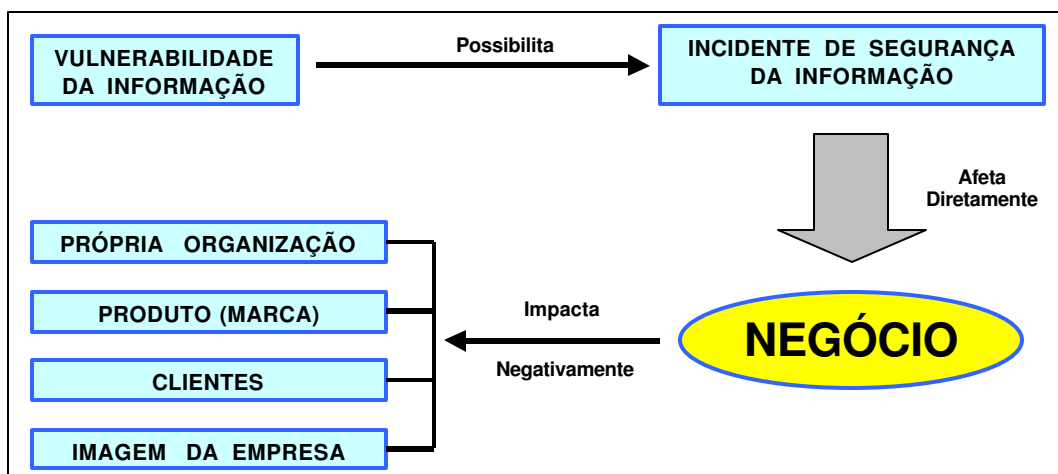 VULNERABILIDADE
DA INFORMAÇÃO
Possibilita
INCIDENTE DE SEGURANÇA
DA INFORMAÇÃO
Afeta
Diretamente
NEGÓCIO
Impacta
Negativamente
PRÓPRIA ORGANIZAÇÃO
PRODUTO (MARCA)
CLIENTES
IMAGEM DA EMPRESA